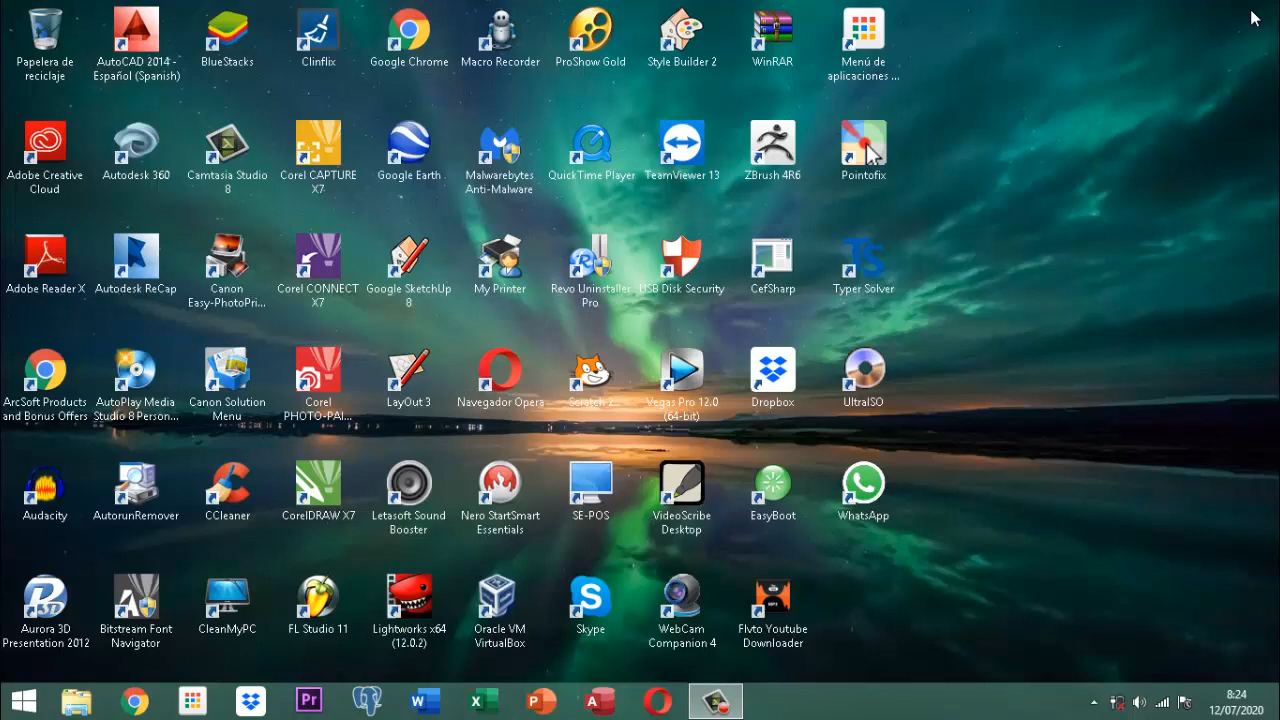 Papelera de
reciclaje
AutoCAD 2014 -
Español (Spanish)
BlueStacks
Clinflix
Google Chrome
Macro Recorder
ProShow Gold
Style Builder 2
WinRAR
Menú de
aplicaciones ...
Adobe Creative
Cloud
Autodesk 360
Camtasia Studio
8
Corel CAPTURE
X7
Google Earth
Malwarebytes
Anti-Malware
QuickTime Player
TeamViewer 13
ZBrush 4R6
Pointofix
Adobe Reader X
Autodesk ReCap
Canon
Easy-PhotoPri...
Corel CONNECT
X7
Google SketchUp
8
My Printer
Revo Uninstaller
Pro
USB Disk Security
CefSharp
TS
Typer Solver
ArcSoft Products
and Bonus Offers
AutoPlay Media
Studio 8 Person...
Canon Solution
Menu
Corel
PHOTO-PAI...
LayOut 3
Navegador Opera
Scratch 2...
Vegas Pro 12.0
(64-bit)
Dropbox
UltraISO
Audacity
AutorunRemover
CCleaner
CorelDRAW X7
Letasoft Sound
Booster
Nero StartSmart
Essentials
SE-POS
VideoScribe
Desktop
EasyBoot
WhatsApp
Aurora 3D
Presentation 2012
Bitstream Font
Navigator
CleanMyPC
FL Studio 11
Lightworks x64
(12.0.2)
Oracle VM
VirtualBox
Skype
WebCam
Companion 4
Flvto Youtube
Downloader
Pr
8:24
12/07/2020